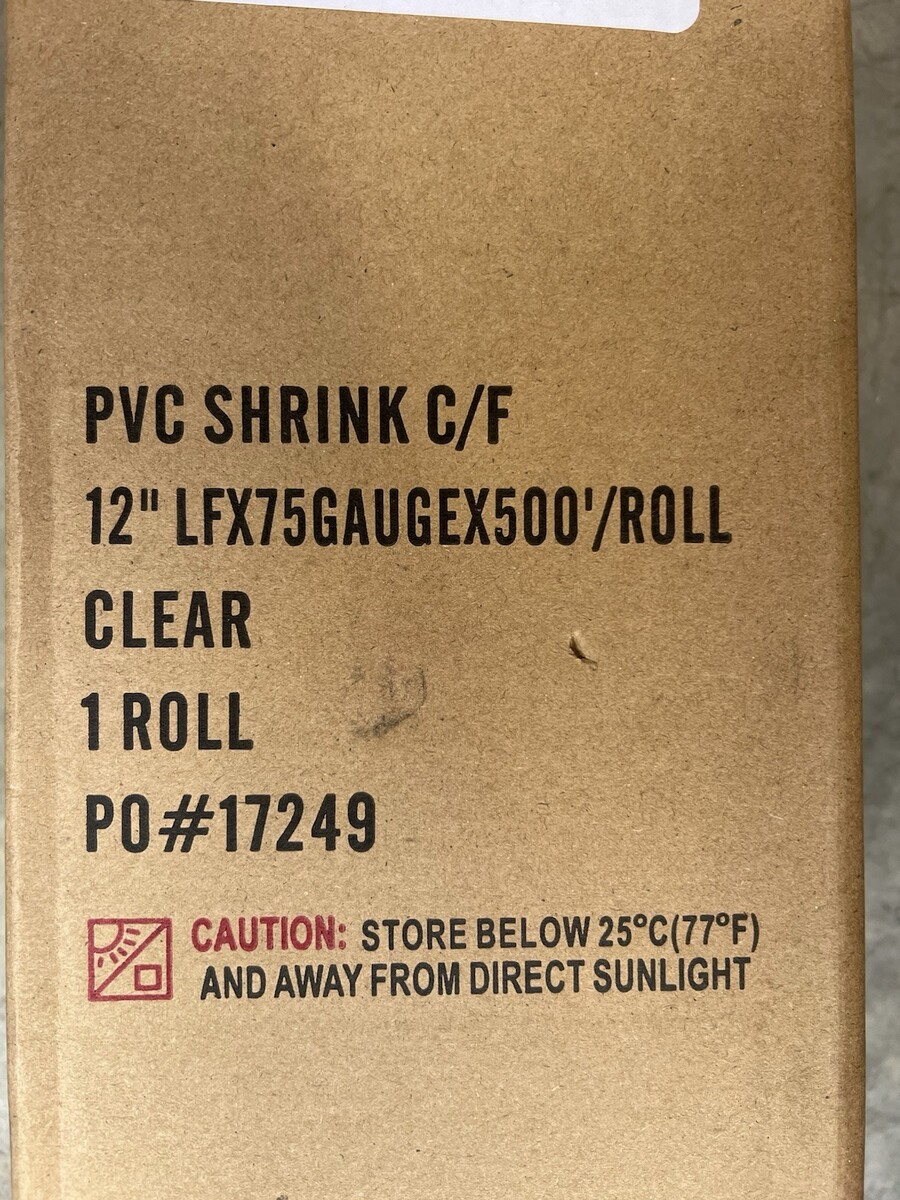 PVC SHRINK C/F
12" LFX75GAUGEX500'/ROLL
CLEAR
1 ROLL
PO#17249
CAUTION: STORE BELOW 25°C(77°F)
AND AWAY FROM DIRECT SUNLIGHT